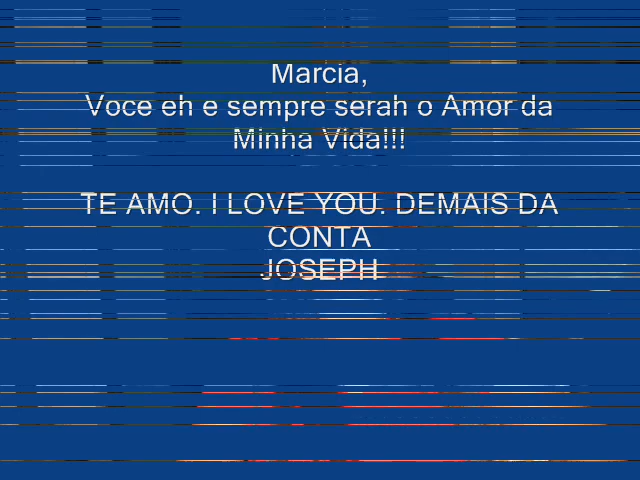 Marcia,
Voce eh e sempre serah o Amor da
Minha Vida!!!
TE AMO. I LOVE YOU. DEMAIS DA
CONTA
JOSEPH